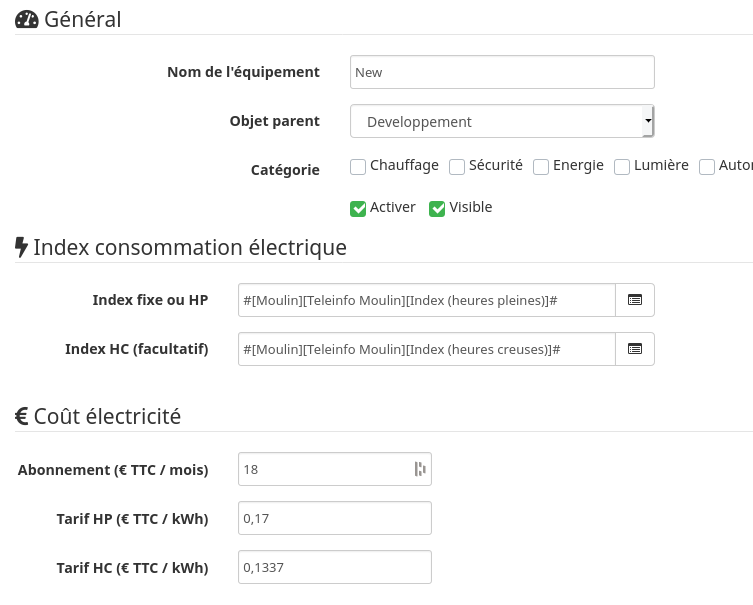 Général
Nom de l'équipement New
Objet parent Developpement
Catégorie Chauffage Sécurité Energie Lumière
Activer Visible
Index consommation électrique
Index fixe ou HP #[Moulin][Teleinfo Moulin][Index (heures pleines)]#
Index HC (facultatif) #[Moulin][Teleinfo Moulin][Index (heures creuses)]#
€ Coût électricité
Abonnement (€ TTC / mois) 18
Tarif HP (€ TTC / kWh) 0,17
Tarif HC (€ TTC / kWh) 0,1337